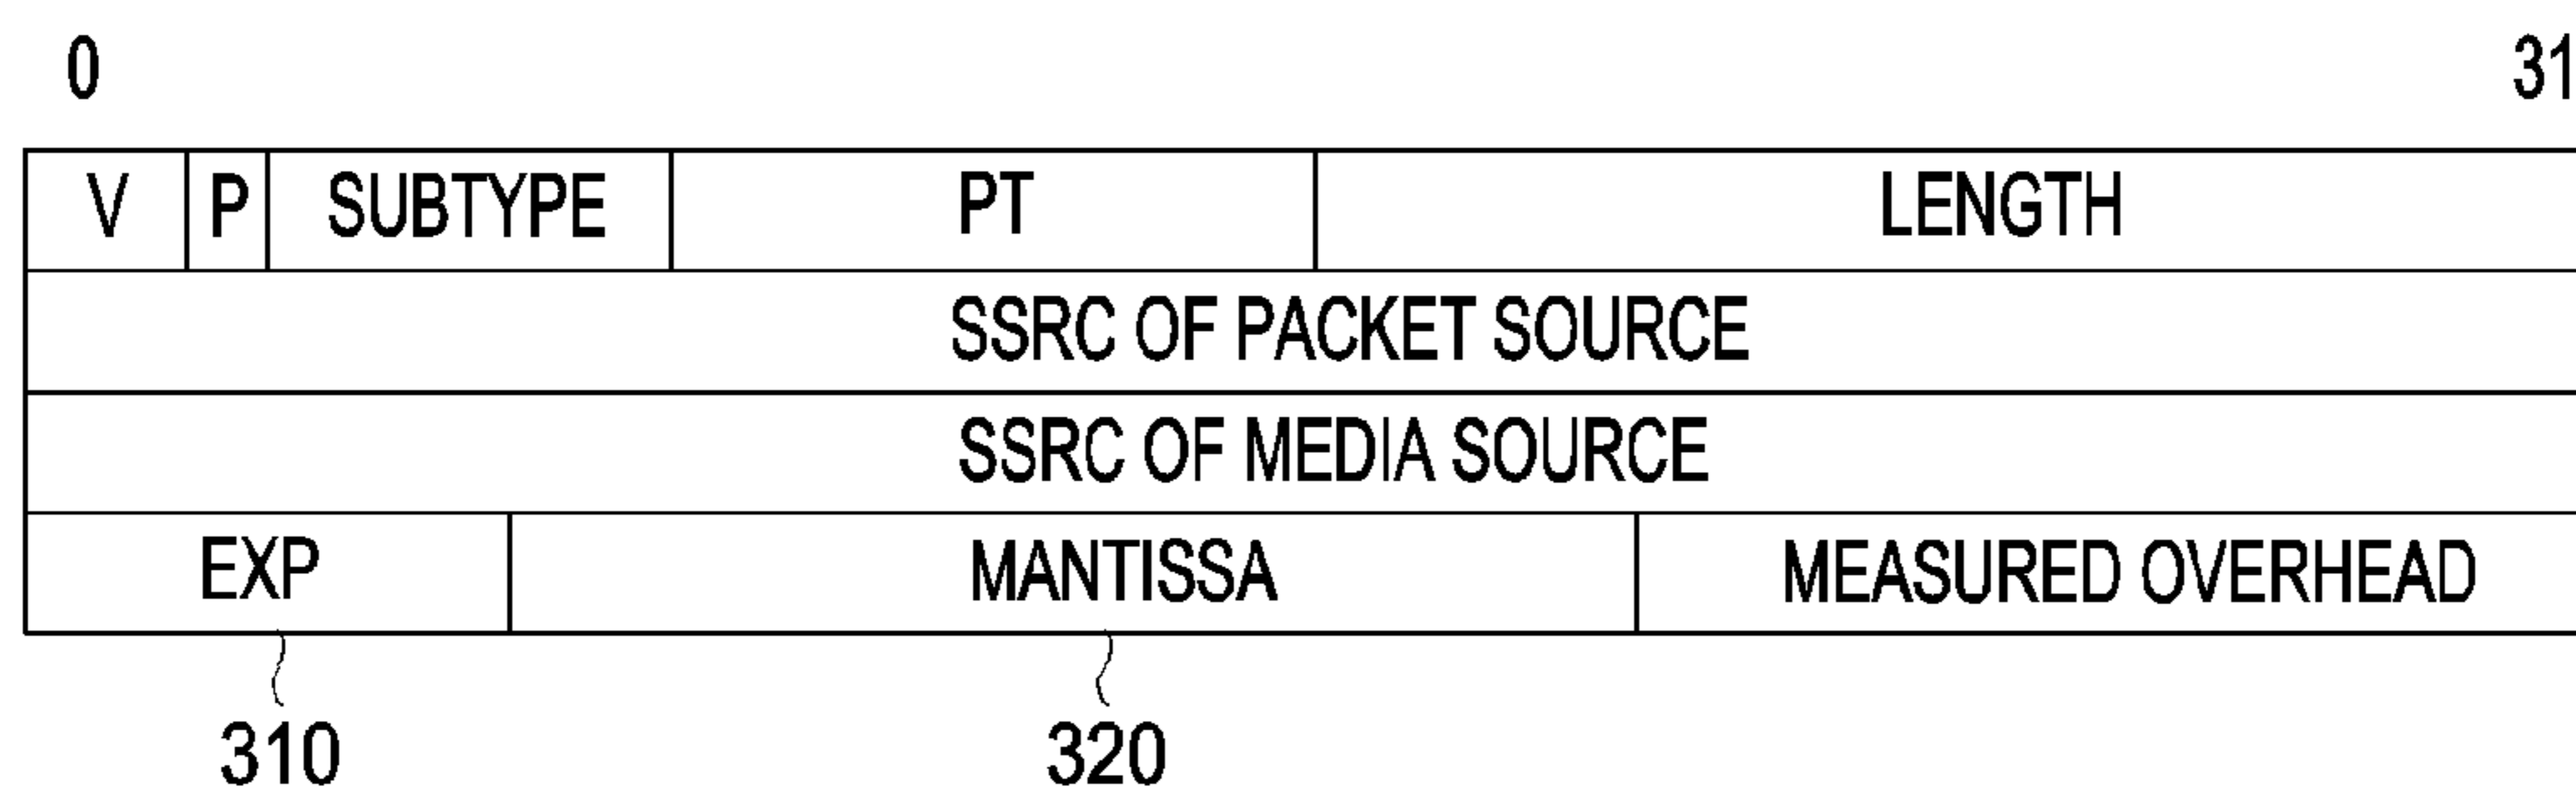 0 31
V P SUBTYPE PT LENGTH
SSRC OF PACKET SOURCE
SSRC OF MEDIA SOURCE
EXP MANTISSA MEASURED OVERHEAD
310 320